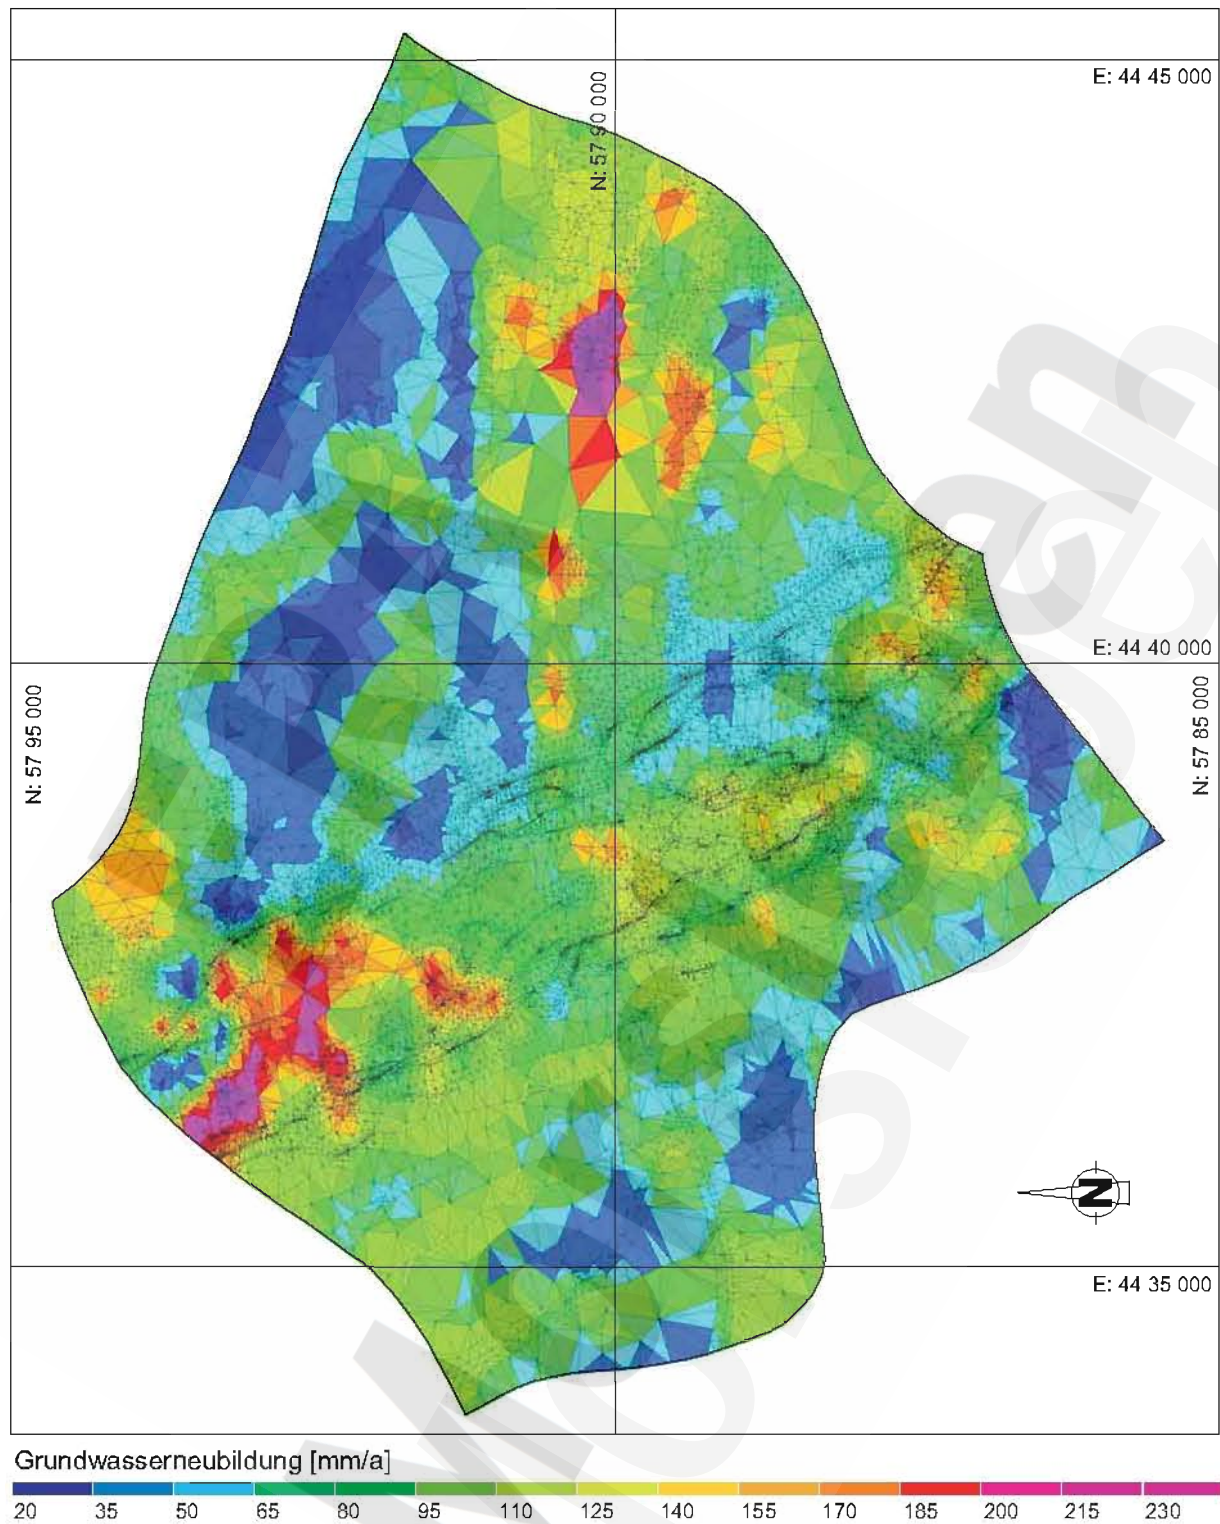 E: 44 45 000
N: 57 90 000
E: 44 40 000
N: 57 95 000
N: 57 85 000
N
E: 44 35 000
Grundwasserneubildung [mm/a]
20 35 50 65 80 95 110 125 140 155 170 185 200 215 230